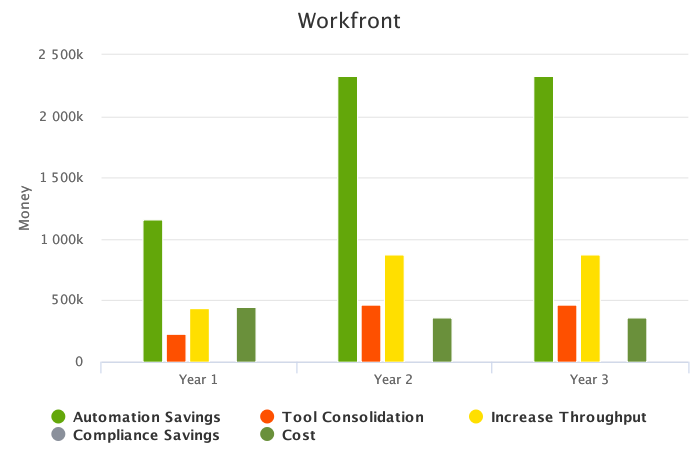 Workfront
2 500k
2 000k
1 500k
1 000k
500k
0
Money
Year 1
Year 2
Year 3
Automation Savings
Tool Consolidation
Increase Throughput
Compliance Savings
Cost